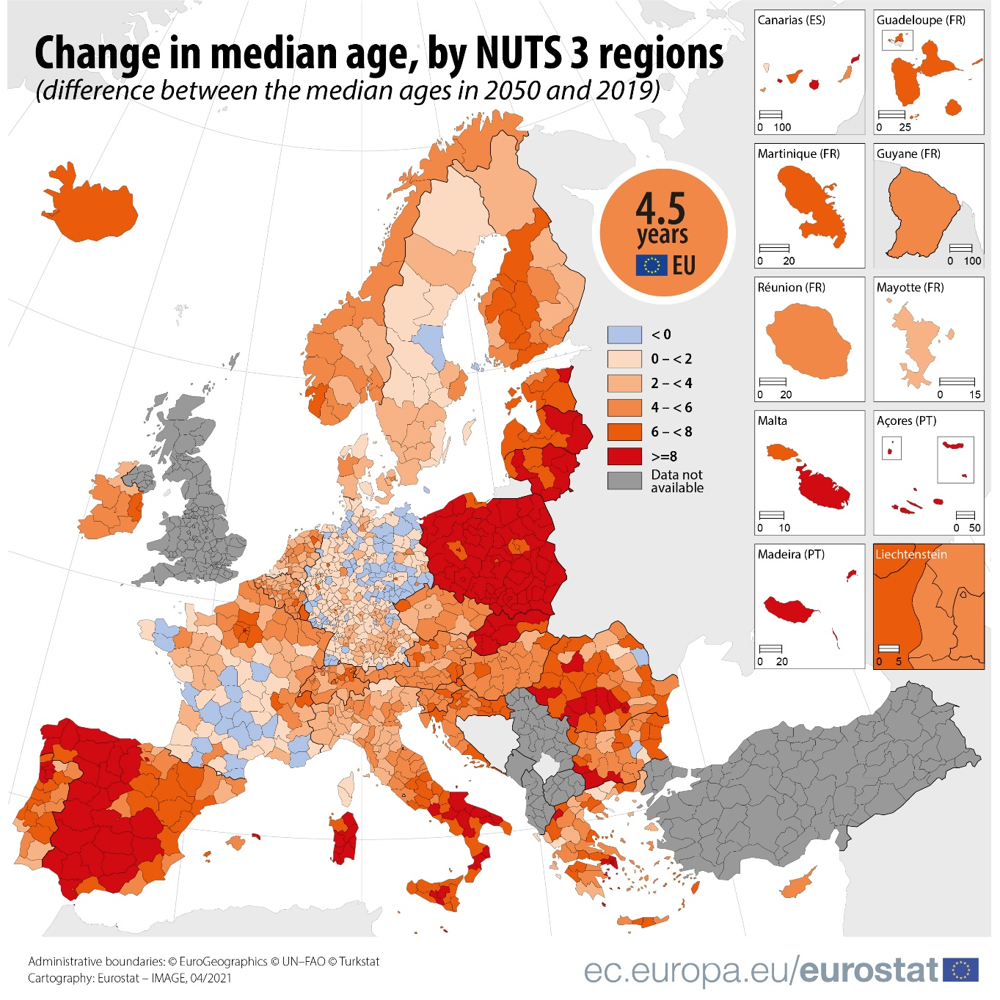 Change in median age, by NUTS 3 regions
(difference between the median ages in 2050 and 2019)
4.5
years
EU
< 0
0 – < 2
2 – < 4
4 – < 6
6 – < 8
>=8
Data not
available
Canarias (ES)
0 100
Guadeloupe (FR)
0 25
Martinique (FR)
0 20
Guyane (FR)
0 100
Réunion (FR)
0 20
Mayotte (FR)
0 15
Malta
0 10
Açores (PT)
0 50
Madeira (PT)
0 20
Liechtenstein
0 5
Administrative boundaries: © EuroGeographics © UN–FAO © Turkstat
Cartography: Eurostat – IMAGE, 04/2021
ec.europa.eu/eurostat